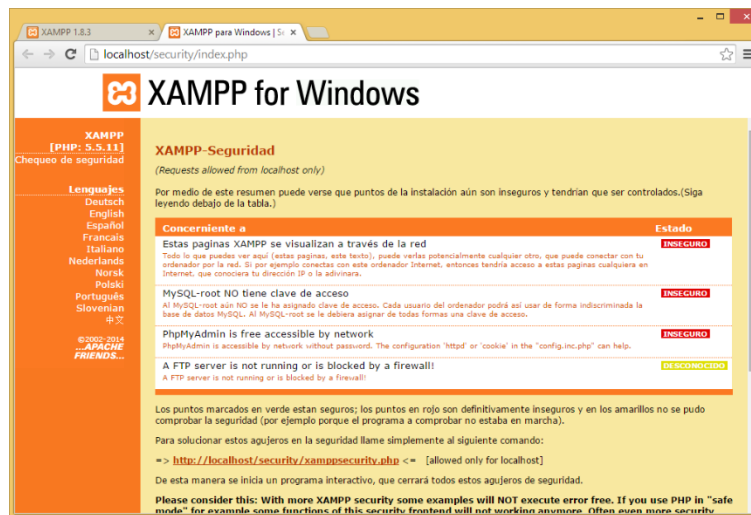 XAMPP 1.8.3
XAMPP para Windows | Se
localhost/security/index.php
XAMPP for Windows
XAMPP
[PHP: 5.5.11]
Chequeo de seguridad
Lenguajes
Deutsch
English
Español
Francais
Italiano
Nederlands
Norsk
Polski
Português
Slovenian
中文
©2002-2014
...APACHE
FRIENDS...
XAMPP-Seguridad
(Requests allowed from localhost only)
Por medio de este resumen puede verse que puntos de la instalación aún son inseguros y tendrían que ser controlados.(Siga
leyendo debajo de la tabla.)
Concerniente a Estado
Estas paginas XAMPP se visualizan a través de la red INSEGURO
Todo lo que puedes ver aquí (estas paginas, este texto), puede verlas potencialmente cualquier otro, que puede conectar con tu
ordenador por la red. Si por ejemplo conectas con este ordenador Internet, entonces tendría acceso a estas paginas cualquiera en
Internet, que conociera tu dirección IP o la adivinara.
MySQL-root NO tiene clave de acceso INSEGURO
Al MySQL-root aún NO se le ha asignado clave de acceso. Cada usuario del ordenador podrá así usar de forma indiscriminada la
base de datos MySQL. Al MySQL-root se le debiera asignar de todas formas una clave de acceso.
PhpMyAdmin is free accessible by network INSEGURO
PhpMyAdmin is accessible by network without password. The configuration 'httpd' or 'cookie' in the "config.inc.php" can help.
A FTP server is not running or is blocked by a firewall! DESCONOCIDO
A FTP server is not running or is blocked by a firewall!
Los puntos marcados en verde estan seguros; los puntos en rojo son definitivamente inseguros y en los amarillos no se pudo
comprobar la seguridad (por ejemplo porque el programa a comprobar no estaba en marcha).
Para solucionar estos agujeros en la seguridad llame simplemente al siguiente comando:
=> http://localhost/security/xamppsecurity.php <= [allowed only for localhost]
De esta manera se inicia un programa interactivo, que cerrará todos estos agujeros de seguridad.
Please consider this: With more XAMPP security some examples will NOT execute error free. If you use PHP in "safe
mode" for example some functions of this security frontend will not working anymore. Often even more security